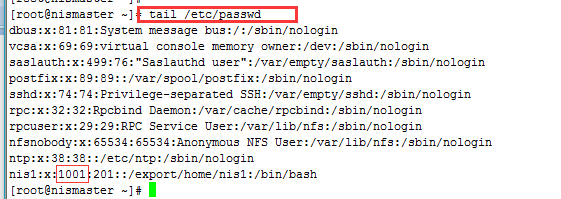 [root@nismaster ~]# tail /etc/passwd
dbus:x:81:81:System message bus:/:/sbin/nologin
vcsa:x:69:69:virtual console memory owner:/dev:/sbin/nologin
saslauth:x:499:76:"Saslauthd user":/var/empty/saslauth:/sbin/nologin
postfix:x:89:89::/var/spool/postfix:/sbin/nologin
sshd:x:74:74:Privilege-separated SSH:/var/empty/sshd:/sbin/nologin
rpc:x:32:32:Rpcbind Daemon:/var/cache/rpcbind:/sbin/nologin
rpcuser:x:29:29:RPC Service User:/var/lib/nfs:/sbin/nologin
nfsnobody:x:65534:65534:Anonymous NFS User:/var/lib/nfs:/sbin/nologin
ntp:x:38:38::/etc/ntp:/sbin/nologin
nis1:x:1001:201::/export/home/nis1:/bin/bash
[root@nismaster ~]#